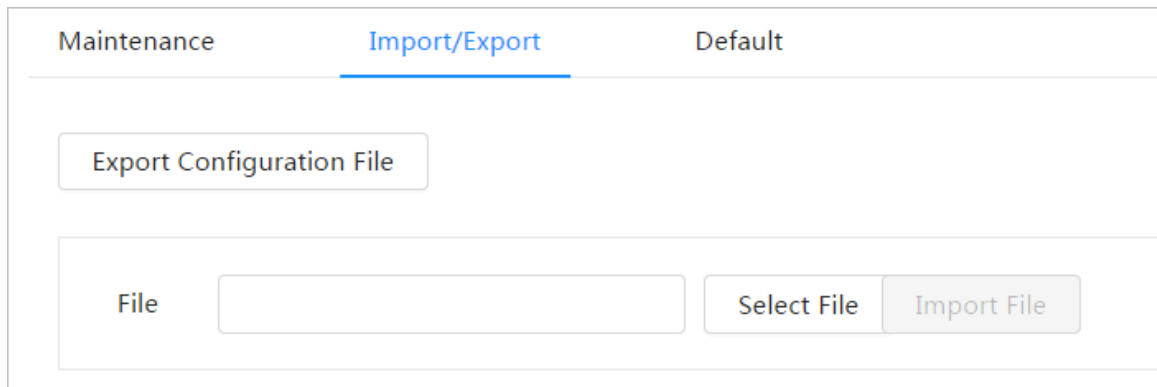 Maintenance Import/Export Default
Export Configuration File
File Select File Import File